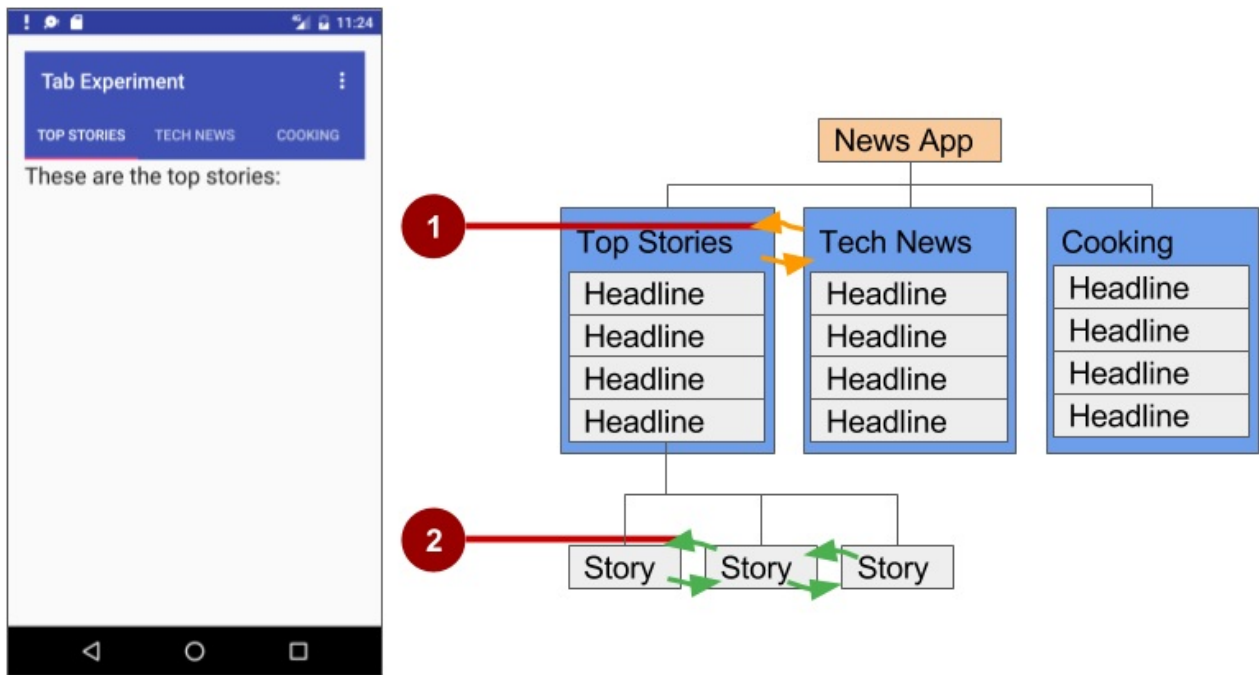 11:24
Tab Experiment
TOP STORIES TECH NEWS COOKING
These are the top stories:
News App
1
Top Stories
Headline
Headline
Headline
Headline
Tech News
Headline
Headline
Headline
Headline
Cooking
Headline
Headline
Headline
Headline
2
Story
Story
Story